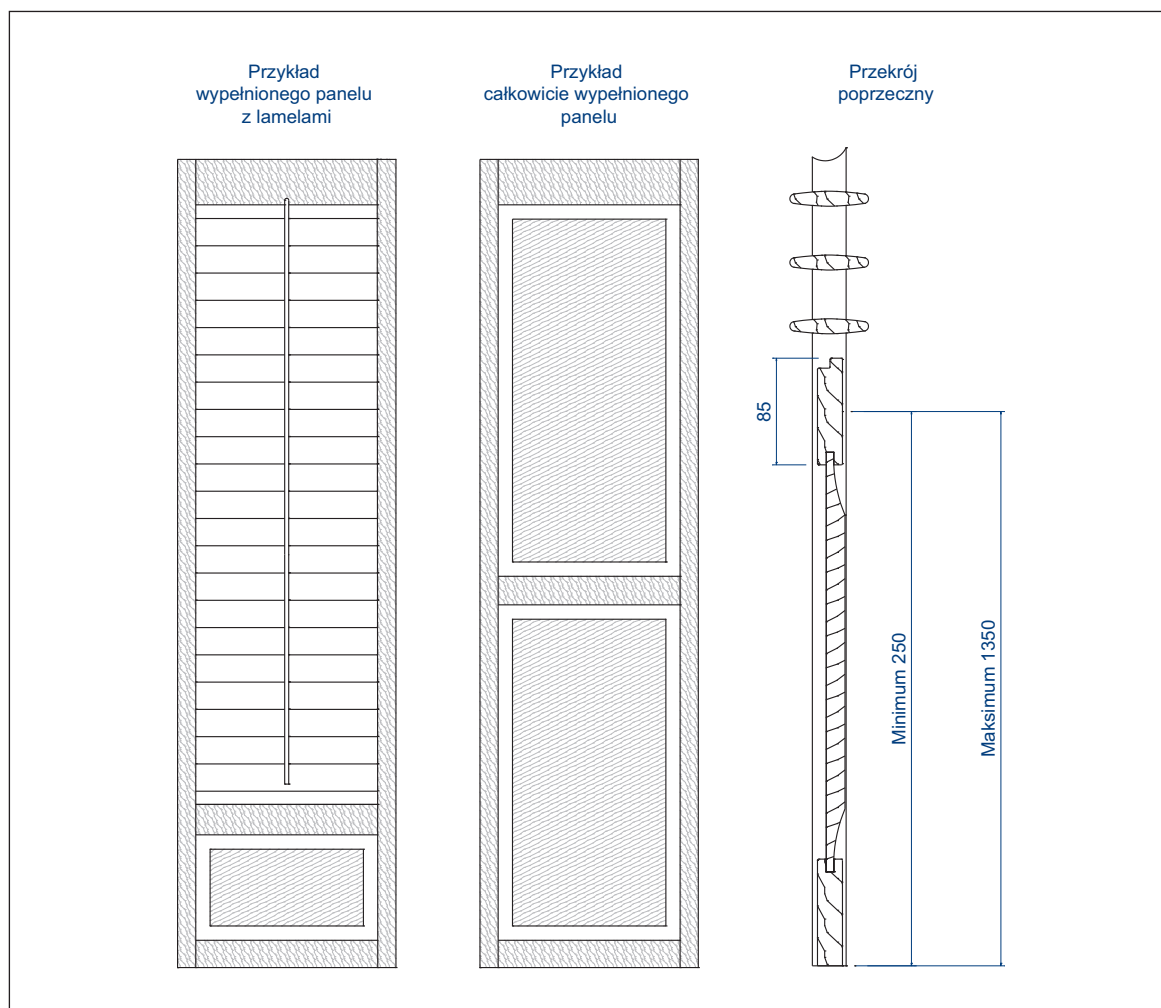 Przykład
wypełnionego panelu
z lamelami
Przykład
całkowicie wypełnionego
panelu
Przekrój
poprzeczny
85
Minimum 250
Maksimum 1350